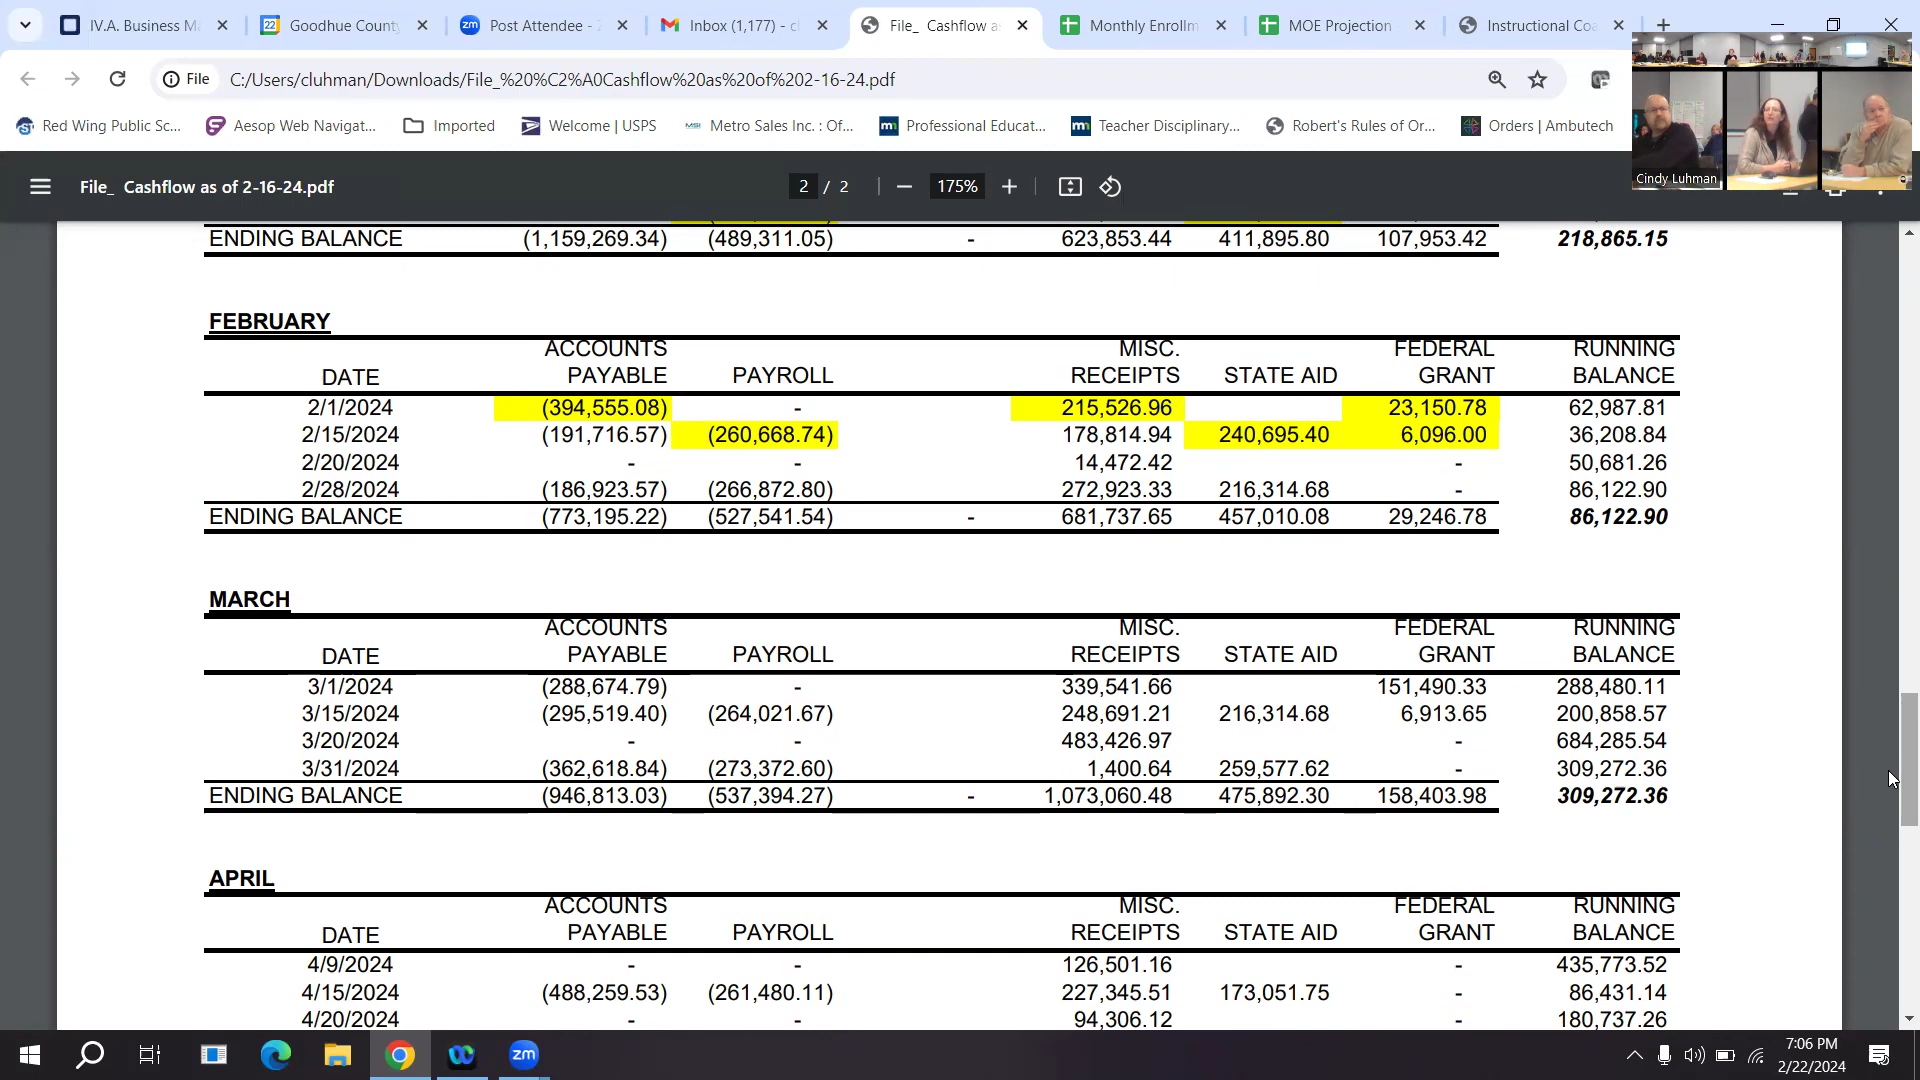 IV.A. Business Ma
Goodhue County
Post Attendee - Z
Inbox (1,177) - cl
File_ Cashflow as
Monthly Enrollm
MOE Projection
Instructional Coa
File
C:/Users/cluhman/Downloads/File_%20%C2%A0Cashflow%20as%20of%202-16-24.pdf
Red Wing Public Sc...
Aesop Web Navigat...
Imported
Welcome | USPS
Metro Sales Inc. : Of...
Professional Educat...
Teacher Disciplinary...
Robert's Rules of Or...
Orders | Ambutech
Cindy Luhman
File_ Cashflow as of 2-16-24.pdf
2 / 2
175%
ENDING BALANCE (1,159,269.34) (489,311.05) - 623,853.44 411,895.80 107,953.42 218,865.15
FEBRUARY
ACCOUNTS MISC. FEDERAL RUNNING
DATE PAYABLE PAYROLL RECEIPTS STATE AID GRANT BALANCE
2/1/2024 (394,555.08) - 215,526.96 23,150.78 62,987.81
2/15/2024 (191,716.57) (260,668.74) 178,814.94 240,695.40 6,096.00 36,208.84
2/20/2024 - - 14,472.42 - 50,681.26
2/28/2024 (186,923.57) (266,872.80) 272,923.33 216,314.68 - 86,122.90
ENDING BALANCE (773,195.22) (527,541.54) - 681,737.65 457,010.08 29,246.78 86,122.90
MARCH
ACCOUNTS MISC. FEDERAL RUNNING
DATE PAYABLE PAYROLL RECEIPTS STATE AID GRANT BALANCE
3/1/2024 (288,674.79) - 339,541.66 151,490.33 288,480.11
3/15/2024 (295,519.40) (264,021.67) 248,691.21 216,314.68 6,913.65 200,858.57
3/20/2024 - - 483,426.97 - 684,285.54
3/31/2024 (362,618.84) (273,372.60) 1,400.64 259,577.62 - 309,272.36
ENDING BALANCE (946,813.03) (537,394.27) - 1,073,060.48 475,892.30 158,403.98 309,272.36
APRIL
ACCOUNTS MISC. FEDERAL RUNNING
DATE PAYABLE PAYROLL RECEIPTS STATE AID GRANT BALANCE
4/9/2024 - - 126,501.16 - 435,773.52
4/15/2024 (488,259.53) (261,480.11) 227,345.51 173,051.75 - 86,431.14
4/20/2024 - - 94,306.12 - 180,737.26
zm
7:06 PM
2/22/2024